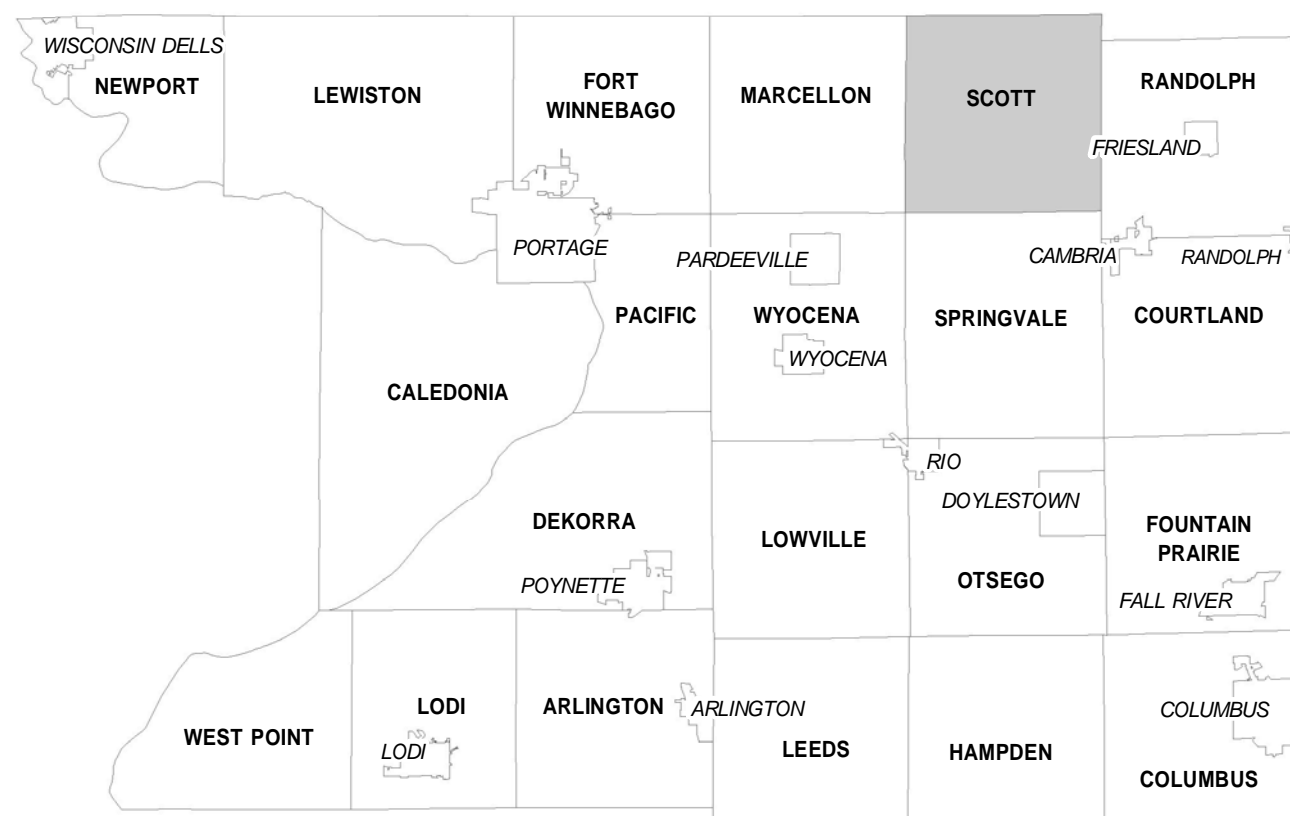 WISCONSIN DELLS
NEWPORT
LEWISTON
FORT
WINNEBAGO
MARCELLON
SCOTT
RANDOLPH
FRIESLAND
PORTAGE
PARDEEVILLE
CAMBRIA
RANDOLPH
PACIFIC
WYOCENA
SPRINGVALE
COURTLAND
WYOCENA
CALEDONIA
RIO
DOYLESTOWN
DEKORRA
LOWVILLE
FOUNTAIN
PRAIRIE
POYNETTE
OTSEGO
FALL RIVER
LODI
ARLINGTON
ARLINGTON
COLUMBUS
WEST POINT
LODI
LEEDS
HAMPDEN
COLUMBUS